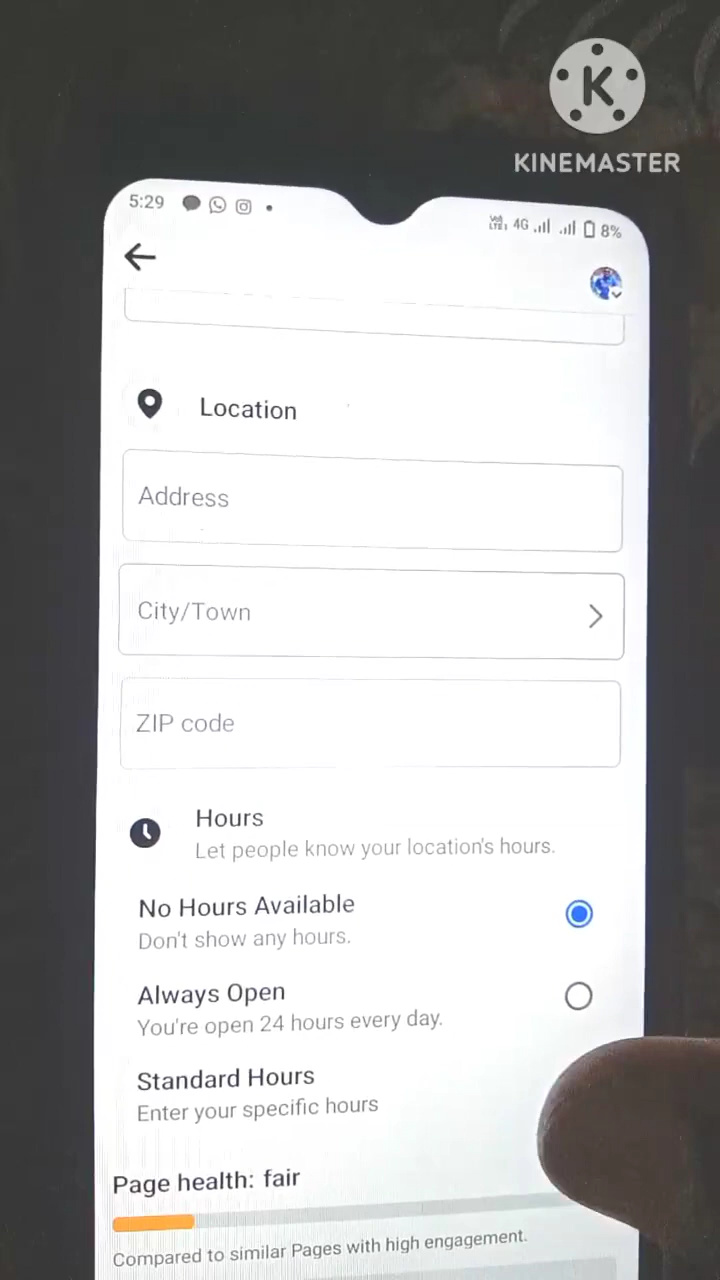 KINEMASTER
5:29
4G
8%
Location
Address
City/Town
ZIP code
Hours
Let people know your location's hours.
No Hours Available
Don't show any hours.
Always Open
You're open 24 hours every day.
Standard Hours
Enter your specific hours
Page health: fair
Compared to similar Pages with high engagement.